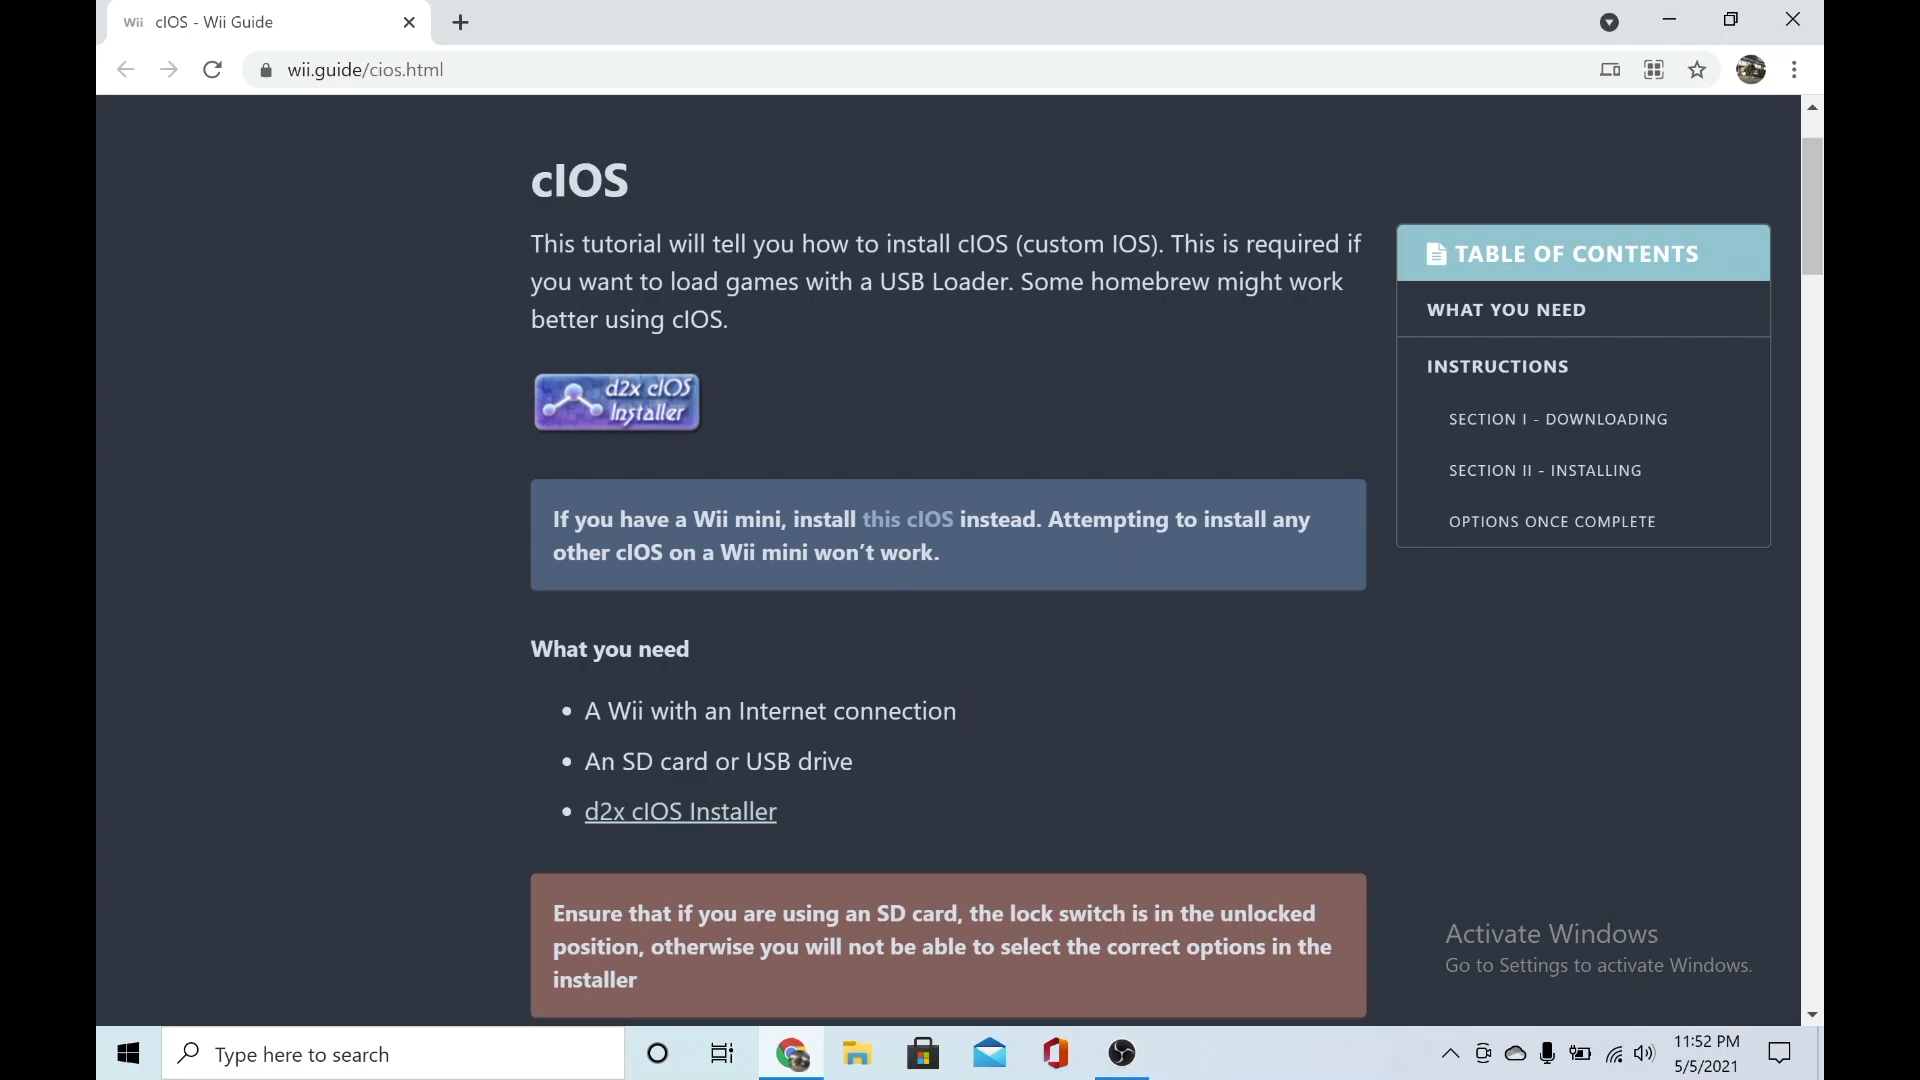 Wii cIOS - Wii Guide
wii.guide/cios.html
cIOS
This tutorial will tell you how to install cIOS (custom IOS). This is required if
you want to load games with a USB Loader. Some homebrew might work
better using cIOS.
d2x cIOS
Installer
If you have a Wii mini, install this cIOS instead. Attempting to install any
other cIOS on a Wii mini won’t work.
What you need
• A Wii with an Internet connection
• An SD card or USB drive
• d2x cIOS Installer
Ensure that if you are using an SD card, the lock switch is in the unlocked
position, otherwise you will not be able to select the correct options in the
installer
TABLE OF CONTENTS
WHAT YOU NEED
INSTRUCTIONS
SECTION I - DOWNLOADING
SECTION II - INSTALLING
OPTIONS ONCE COMPLETE
Activate Windows
Go to Settings to activate Windows.
Type here to search
11:52 PM
5/5/2021